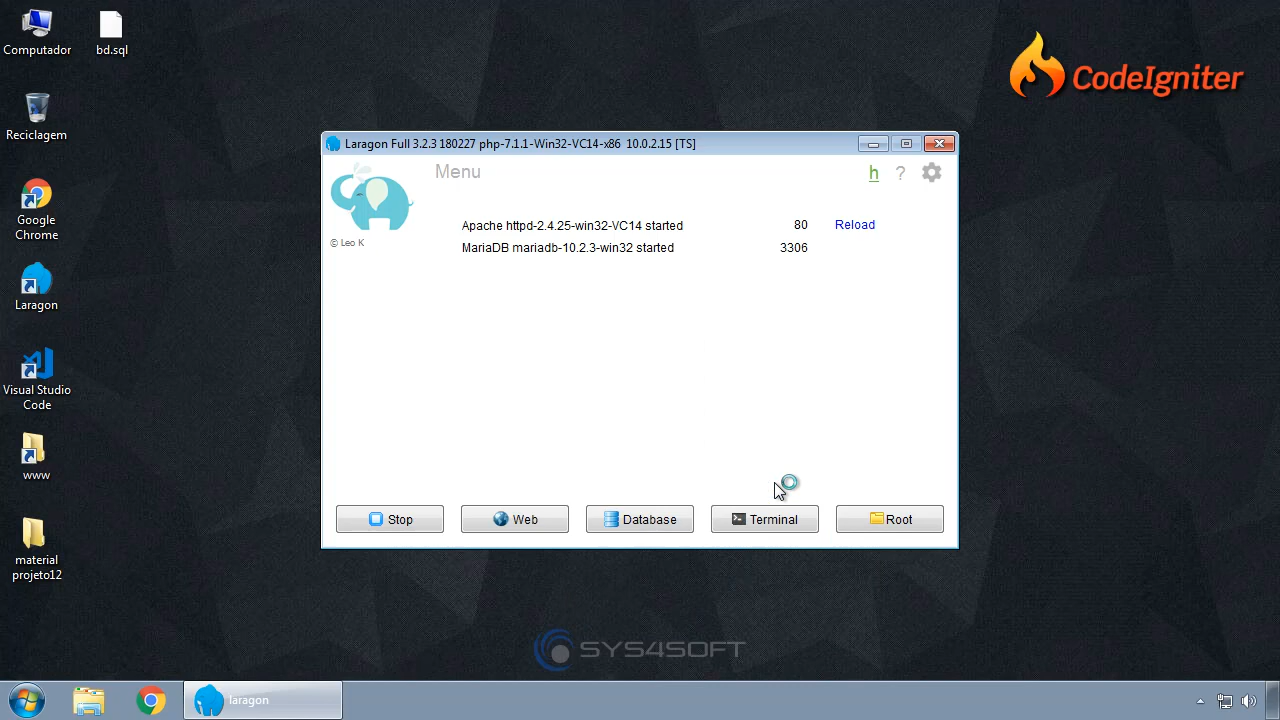 Computador
bd.sql
CodeIgniter
Reciclagem
Google
Chrome
Laragon
Visual Studio
Code
www
material
projeto12
Laragon Full 3.2.3 180227 php-7.1.1-Win32-VC14-x86 10.0.2.15 [TS]
Menu
h
?
© Leo K
Apache httpd-2.4.25-win32-VC14 started 80 Reload
MariaDB mariadb-10.2.3-win32 started 3306
Stop
Web
Database
Terminal
Root
SYS4SOFT
laragon